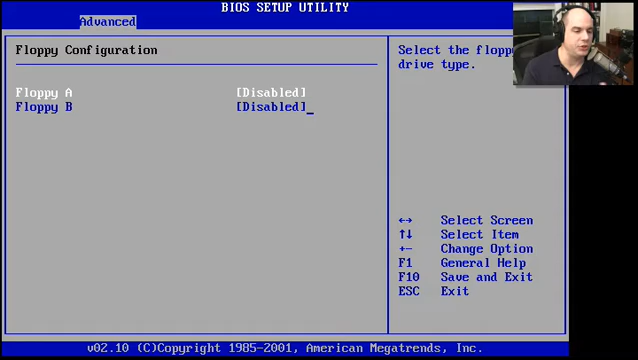 BIOS SETUP UTILITY
Advanced
Floppy Configuration
Floppy A [Disabled]
Floppy B [Disabled]
Select the
drive type.
↔ Select Screen
↑↓ Select Item
+- Change Option
F1 General Help
F10 Save and Exit
ESC Exit
v02.10 (C)Copyright 1985-2001, American Megatrends, Inc.